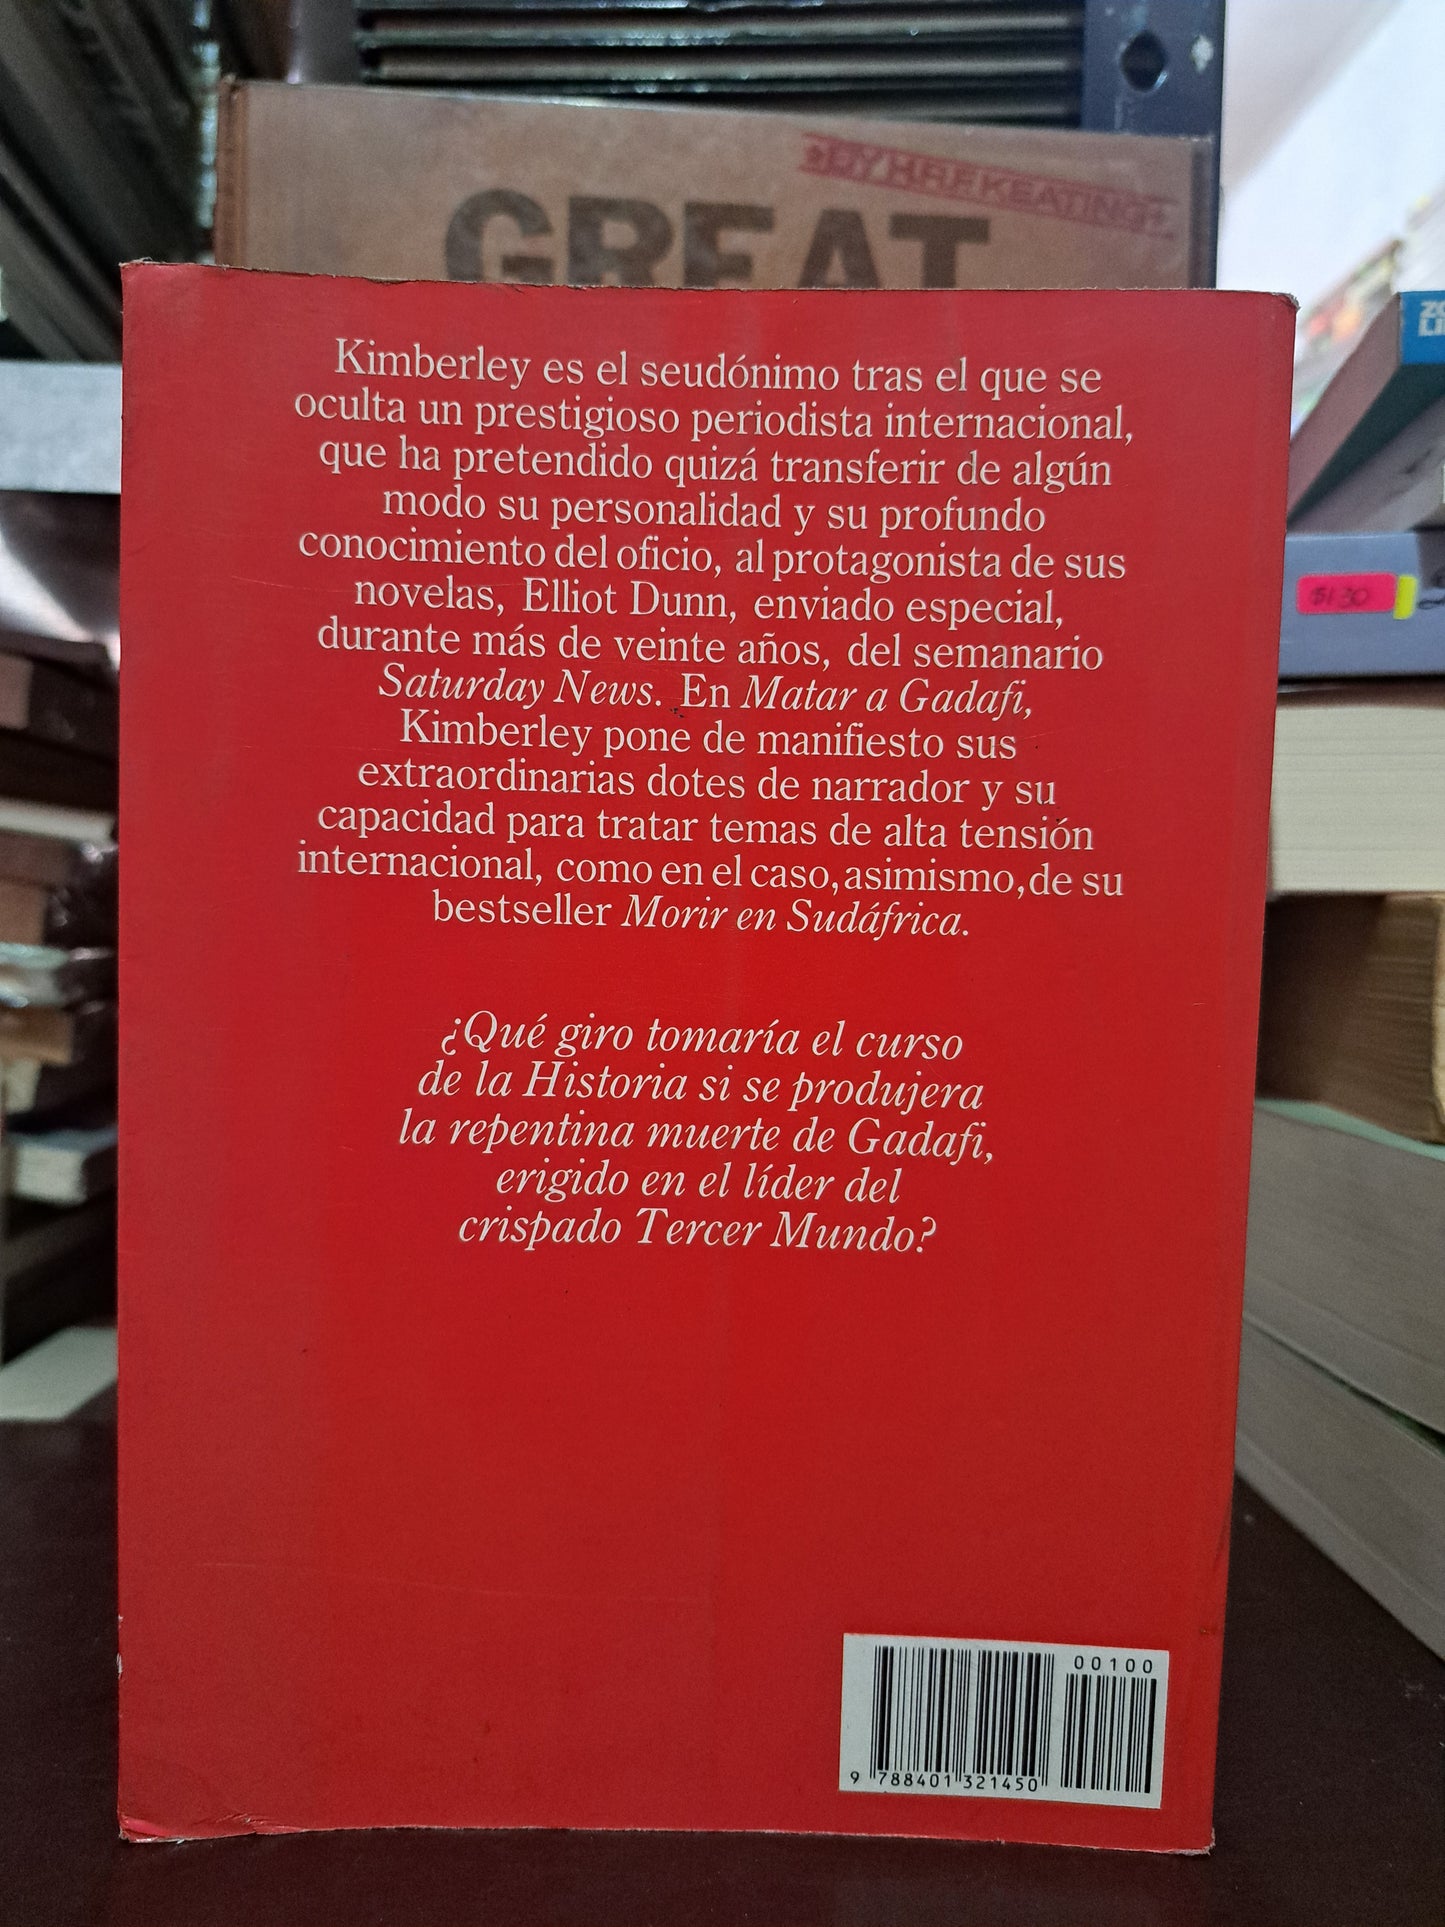 BY H.R.F. KEATING
GREAT
Kimberley es el seudónimo tras el que se
oculta un prestigioso periodista internacional,
que ha pretendido quizá transferir de algún
modo su personalidad y su profundo
conocimiento del oficio, al protagonista de sus
novelas, Elliot Dunn, enviado especial,
durante más de veinte años, del semanario
Saturday News. En Matar a Gadafi,
Kimberley pone de manifiesto sus
extraordinarias dotes de narrador y su
capacidad para tratar temas de alta tensión
internacional, como en el caso, asimismo, de su
bestseller Morir en Sudáfrica.
¿Qué giro tomaría el curso
de la Historia si se produjera
la repentina muerte de Gadafi,
erigido en el líder del
crispado Tercer Mundo?
00100
9 788401 321450
$130